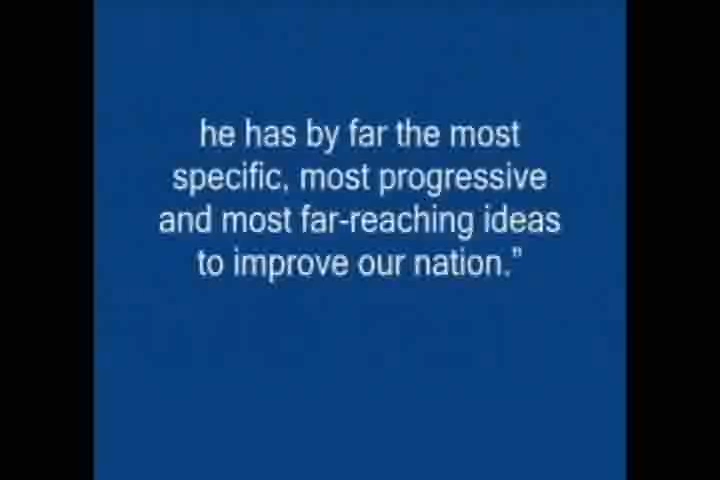 he has by far the most
specific, most progressive
and most far-reaching ideas
to improve our nation.”